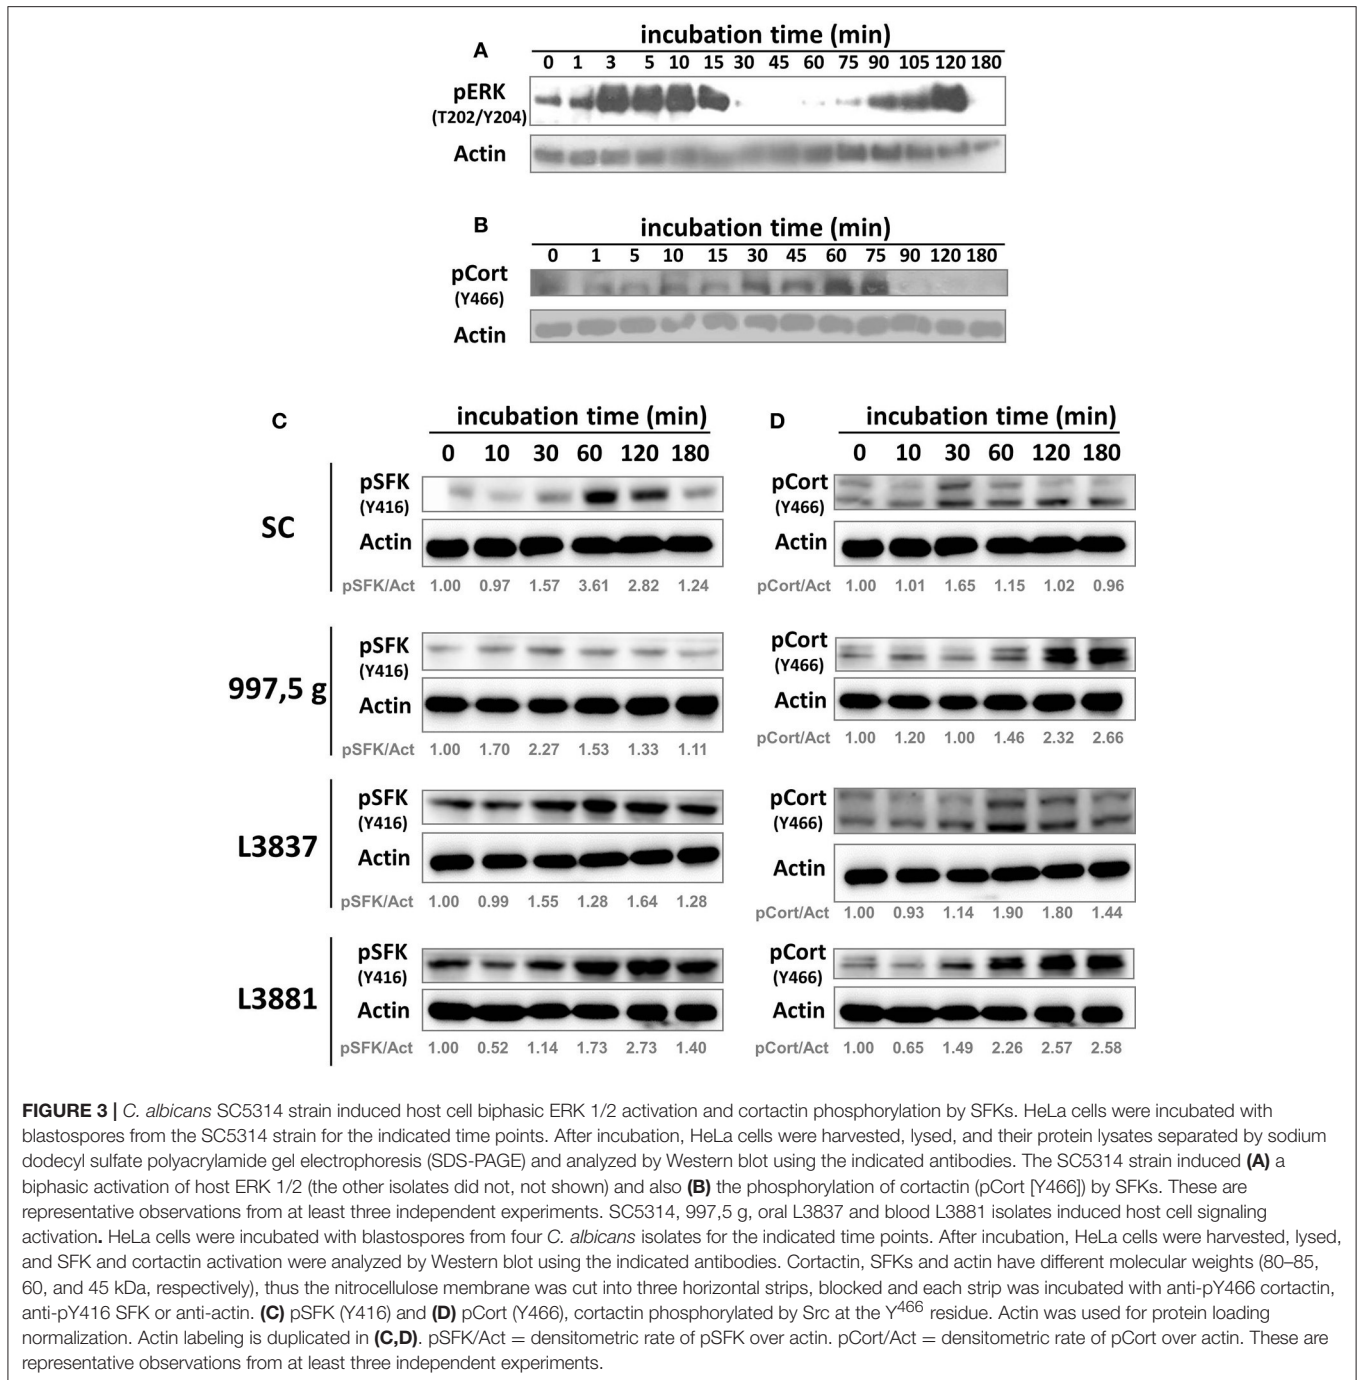 A
incubation time (min)
0 1 3 5 10 15 30 45 60 75 90 105 120 180
pERK
(T202/Y204)
Actin
B
incubation time (min)
0 1 5 10 15 30 45 60 75 90 120 180
pCort
(Y466)
Actin
C
incubation time (min)
0 10 30 60 120 180
D
incubation time (min)
0 10 30 60 120 180
SC
pSFK
(Y416)
Actin
pSFK/Act 1.00 0.97 1.57 3.61 2.82 1.24
pCort
(Y466)
Actin
pCort/Act 1.00 1.01 1.65 1.15 1.02 0.96
997,5 g
pSFK
(Y416)
Actin
pSFK/Act 1.00 1.70 2.27 1.53 1.33 1.11
pCort
(Y466)
Actin
pCort/Act 1.00 1.20 1.00 1.46 2.32 2.66
L3837
pSFK
(Y416)
Actin
pSFK/Act 1.00 0.99 1.55 1.28 1.64 1.28
pCort
(Y466)
Actin
pCort/Act 1.00 0.93 1.14 1.90 1.80 1.44
L3881
pSFK
(Y416)
Actin
pSFK/Act 1.00 0.52 1.14 1.73 2.73 1.40
pCort
(Y466)
Actin
pCort/Act 1.00 0.65 1.49 2.26 2.57 2.58
FIGURE 3 | C. albicans SC5314 strain induced host cell biphasic ERK 1/2 activation and cortactin phosphorylation by SFKs. HeLa cells were incubated with
blastospores from the SC5314 strain for the indicated time points. After incubation, HeLa cells were harvested, lysed, and their protein lysates separated by sodium
dodecyl sulfate polyacrylamide gel electrophoresis (SDS-PAGE) and analyzed by Western blot using the indicated antibodies. The SC5314 strain induced (A) a
biphasic activation of host ERK 1/2 (the other isolates did not, not shown) and also (B) the phosphorylation of cortactin (pCort [Y466]) by SFKs. These are
representative observations from at least three independent experiments. SC5314, 997,5 g, oral L3837 and blood L3881 isolates induced host cell signaling
activation. HeLa cells were incubated with blastospores from four C. albicans isolates for the indicated time points. After incubation, HeLa cells were harvested, lysed,
and SFK and cortactin activation were analyzed by Western blot using the indicated antibodies. Cortactin, SFKs and actin have different molecular weights (80–85,
60, and 45 kDa, respectively), thus the nitrocellulose membrane was cut into three horizontal strips, blocked and each strip was incubated with anti-pY466 cortactin,
anti-pY416 SFK or anti-actin. (C) pSFK (Y416) and (D) pCort (Y466), cortactin phosphorylated by Src at the Y466 residue. Actin was used for protein loading
normalization. Actin labeling is duplicated in (C,D). pSFK/Act = densitometric rate of pSFK over actin. pCort/Act = densitometric rate of pCort over actin. These are
representative observations from at least three independent experiments.